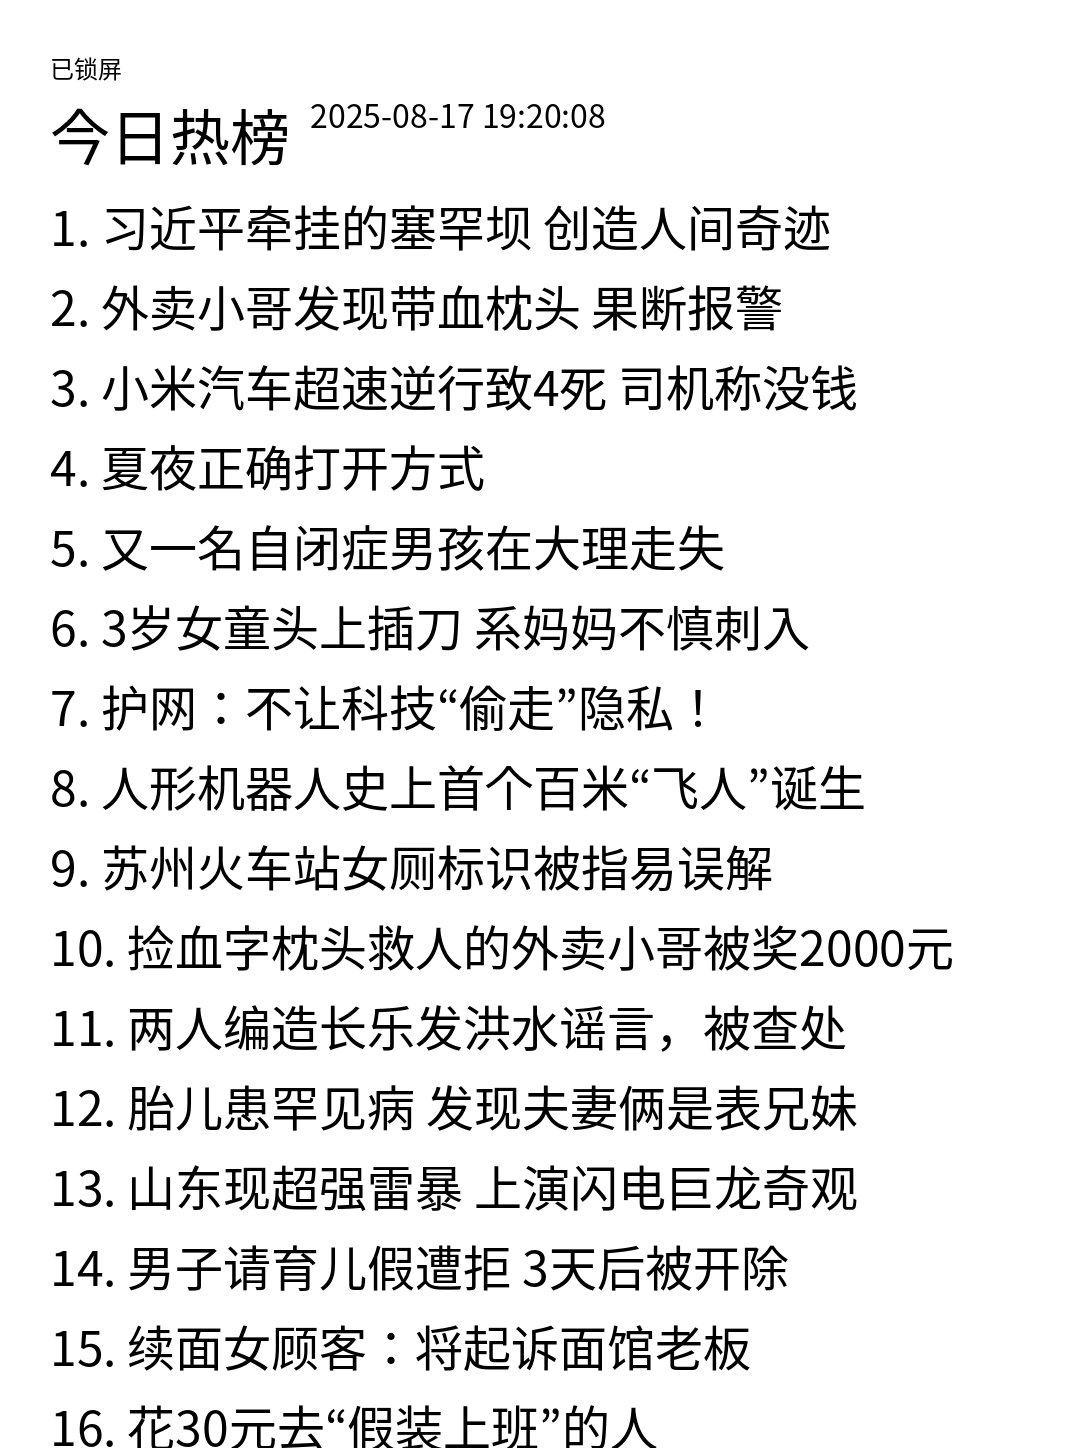 已锁屏
今日热榜 2025-08-17 19:20:08
1. 习近平牵挂的塞罕坝 创造人间奇迹
2. 外卖小哥发现带血枕头 果断报警
3. 小米汽车超速逆行致4死 司机称没钱
4. 夏夜正确打开方式
5. 又一名自闭症男孩在大理走失
6. 3岁女童头上插刀 系妈妈不慎刺入
7. 护网：不让科技“偷走”隐私！
8. 人形机器人史上首个百米“飞人”诞生
9. 苏州火车站女厕标识被指易误解
10. 捡血字枕头救人的外卖小哥被奖2000元
11. 两人编造长乐发洪水谣言，被查处
12. 胎儿患罕见病 发现夫妻俩是表兄妹
13. 山东现超强雷暴 上演闪电巨龙奇观
14. 男子请育儿假遭拒 3天后被开除
15. 续面女顾客：将起诉面馆老板
16. 花30元去“假装上班”的人